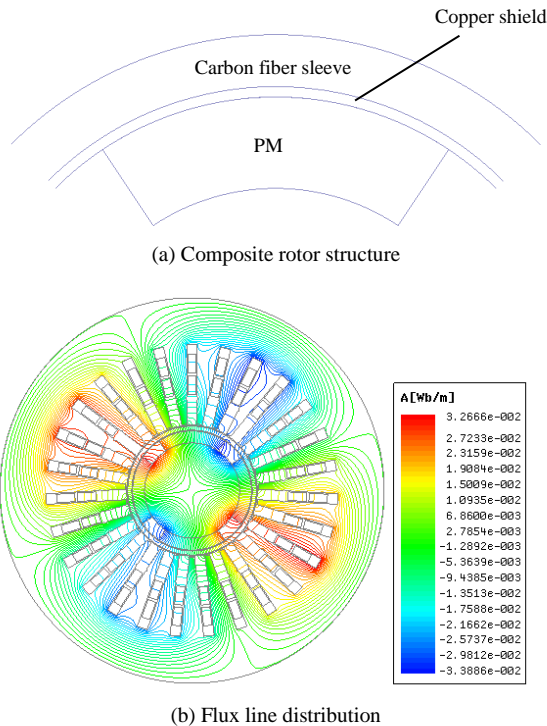 Copper shield
Carbon fiber sleeve
PM
(a) Composite rotor structure
A[Wb/m]
3.2666e-002
2.7233e-002
2.3159e-002
1.9084e-002
1.5009e-002
1.0935e-002
6.8600e-003
2.7854e-003
-1.2892e-003
-5.3639e-003
-9.4385e-003
-1.3513e-002
-1.7588e-002
-2.1662e-002
-2.5737e-002
-2.9812e-002
-3.3886e-002
(b) Flux line distribution